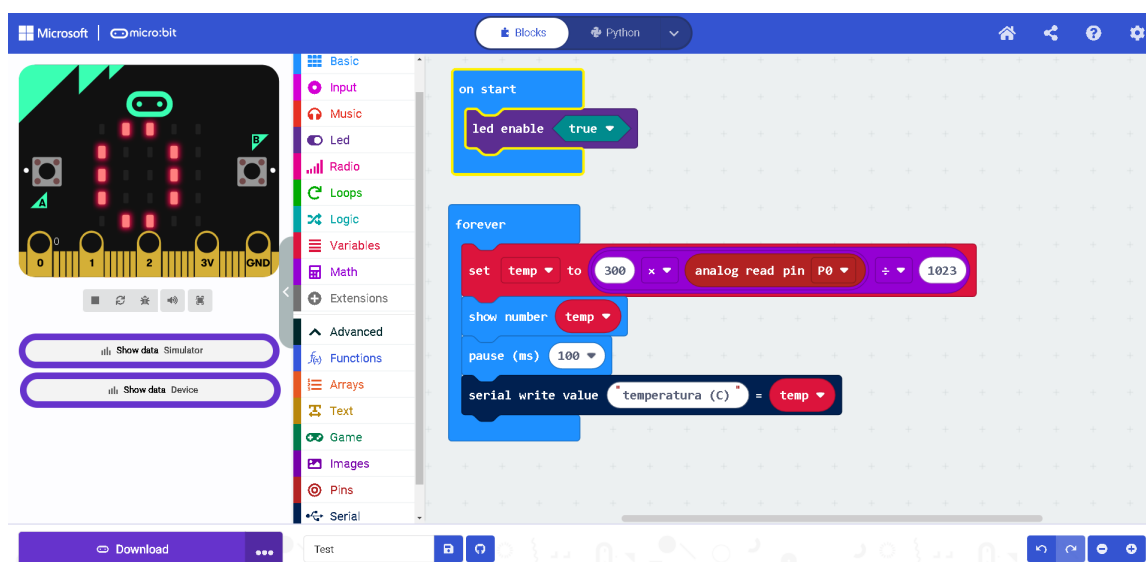 Microsoft micro:bit
Blocks
Python
B
A
0
0 1 2 3V GND
Show data Simulator
Show data Device
Basic
Input
Music
Led
Radio
Loops
Logic
Variables
Math
Extensions
Advanced
Functions
Arrays
Text
Game
Images
Pins
Serial
on start
led enable true
forever
set temp to 300 × analog read pin P0 ÷ 1023
show number temp
pause (ms) 100
serial write value "temperatura (C)" = temp
Download
Test